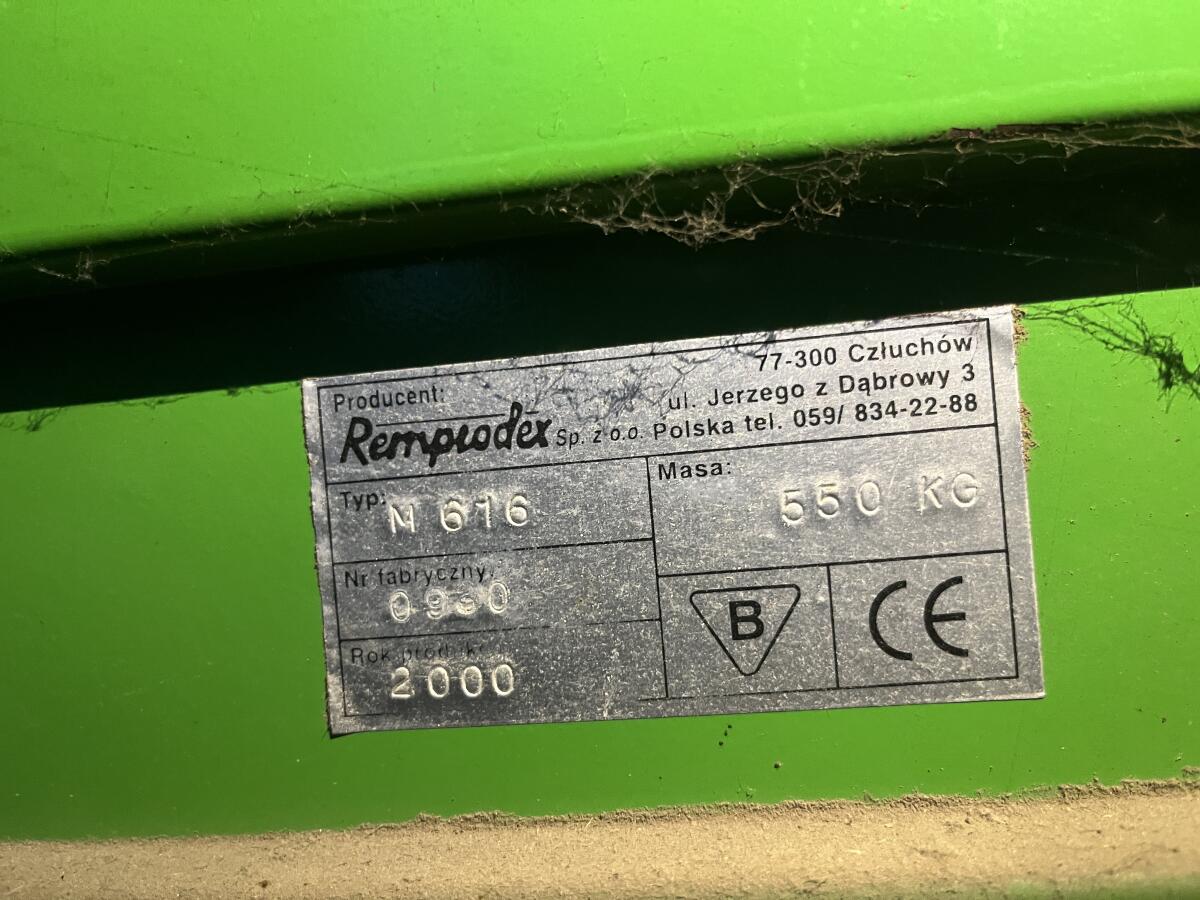 Producent:
Remprodex Sp. z o.o.
77-300 Człuchów
ul. Jerzego z Dąbrowy 3
Polska tel. 059/ 834-22-88
Typ: M 616
Masa: 550 KG
Nr fabryczny:
Rok
2000
B
CE